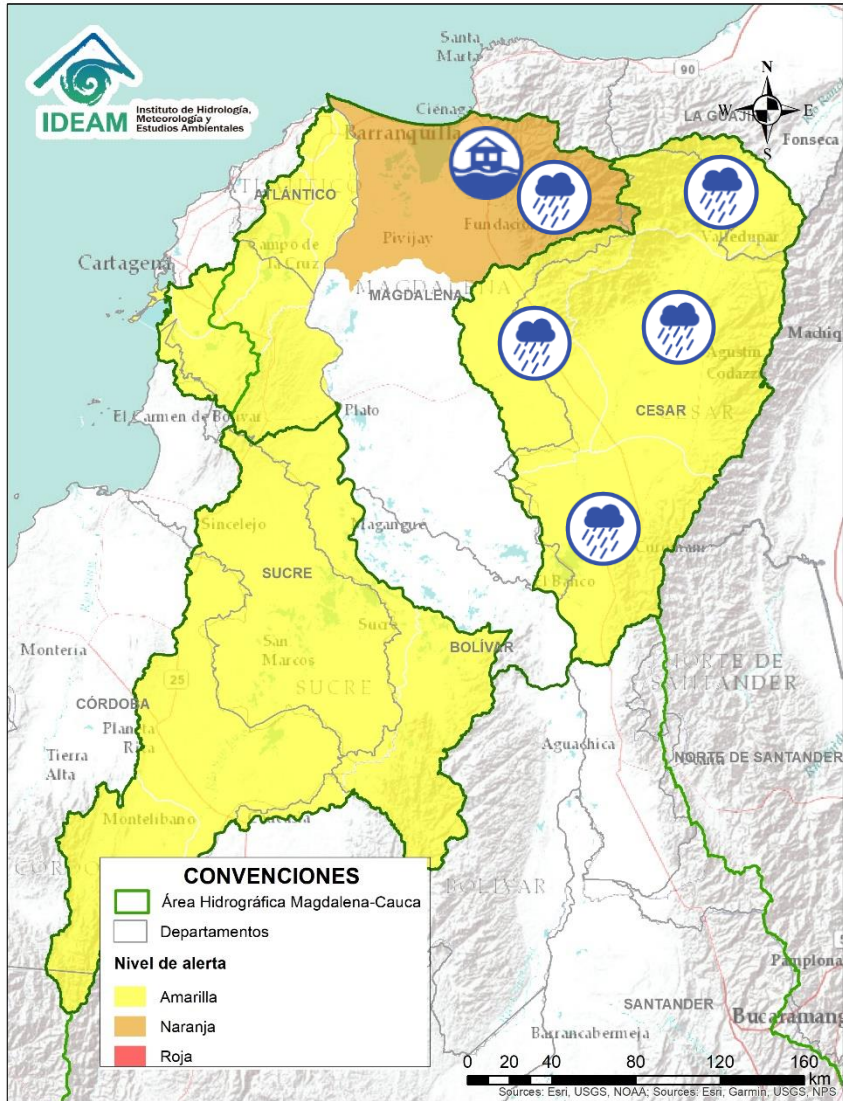 IDEAM
Instituto de Hidrología,
Meteorología y
Estudios Ambientales
Santa
Marta
90
N
W
E
S
LA GUAJIRA
Fonseca
Ciénaga
Barranquilla
ATLÁNTICO
Campo de
la Cruz
Cartagena
Pivijay
MAGDALENA
MAGDALENA
Valledupar
Agustín
Codazzi
CESAR
El Carmen de Bolívar
Plato
Sincelejo
Magangue
SUCRE
El Banco
Sucre
San
Marcos
SUCRE
BOLÍVAR
Montería
25
CÓRDOBA
Planeta
Rica
Tierra
Alta
NORTE DE
SANTANDER
NORTE DE SANTANDER
Aguachica
Montelíbano
BOLÍVAR
CONVENCIONES
Área Hidrográfica Magdalena-Cauca
Departamentos
Nivel de alerta
Amarilla
Naranja
Roja
Pamplona
SANTANDER
Bucaramang
Barrancabermeja
0 20 40 80 120 160
km
Sources: Esri, USGS, NOAA; Sources: Esri, Garmin, USGS, NPS